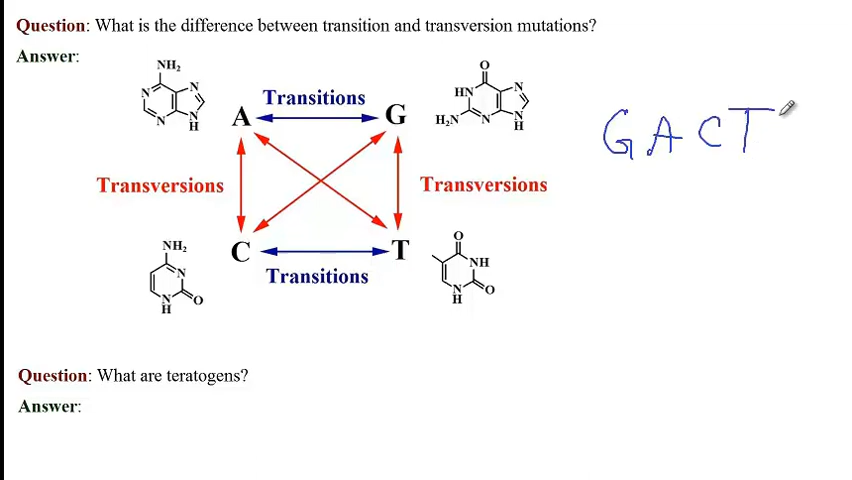 Question: What is the difference between transition and transversion mutations?
Answer:
NH2
N
N
N
N
H
A
Transitions
G
O
HN
H2N
N
N
N
H
G A C T
Transversions
Transversions
C
Transitions
T
NH2
N
N
H
O
O
NH
N
H
O
Question: What are teratogens?
Answer: